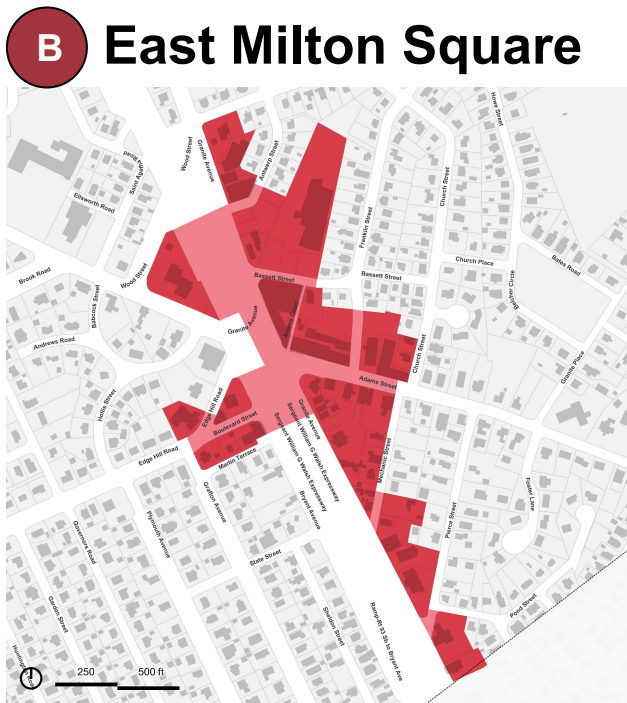 B East Milton Square
Howe Street
Wood Street
Granite Avenue
Antwerp Street
Saint Agatha Road
Ellsworth Road
Church Street
Franklin Street
Church Place
Bates Road
Brook Road
Wood Street
Bassett Street
Bassett Street
Belcher Circle
Babcock Street
Adams Street
Granite Avenue
Andrews Road
Church Street
Granite Place
Adams Street
Hollis Street
Edge Hill Road
Boulevard Street
Granite Avenue
Sergeant William G Walsh Expressway
Sergeant William G Walsh Expressway
Mechanic Street
Edge Hill Road
Martin Terrace
Grafton Avenue
Bryant Avenue
Plymouth Avenue
Governors Road
Pierce Street
Foster Lane
State Street
Garden Street
Sheldon Street
Ramp-Rt 93 Sb to Bryant Ave
Pond Street
250
500 ft